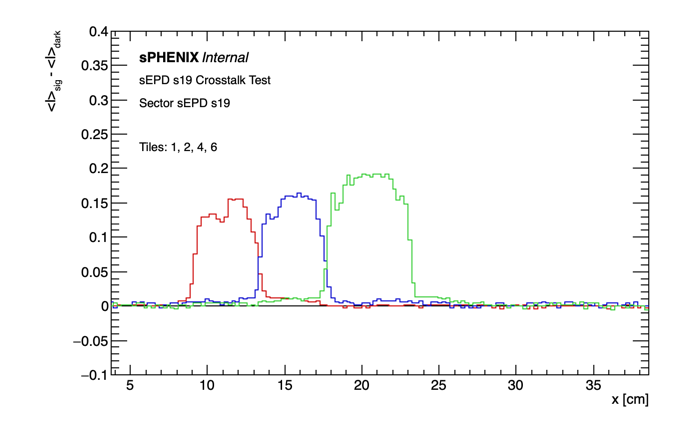 <I>sig - <I>dark
0.4
0.35
0.3
0.25
0.2
0.15
0.1
0.05
0
−0.05
−0.1
sPHENIX Internal
sEPD s19 Crosstalk Test
Sector sEPD s19
Tiles: 1, 2, 4, 6
5 10 15 20 25 30 35
x [cm]